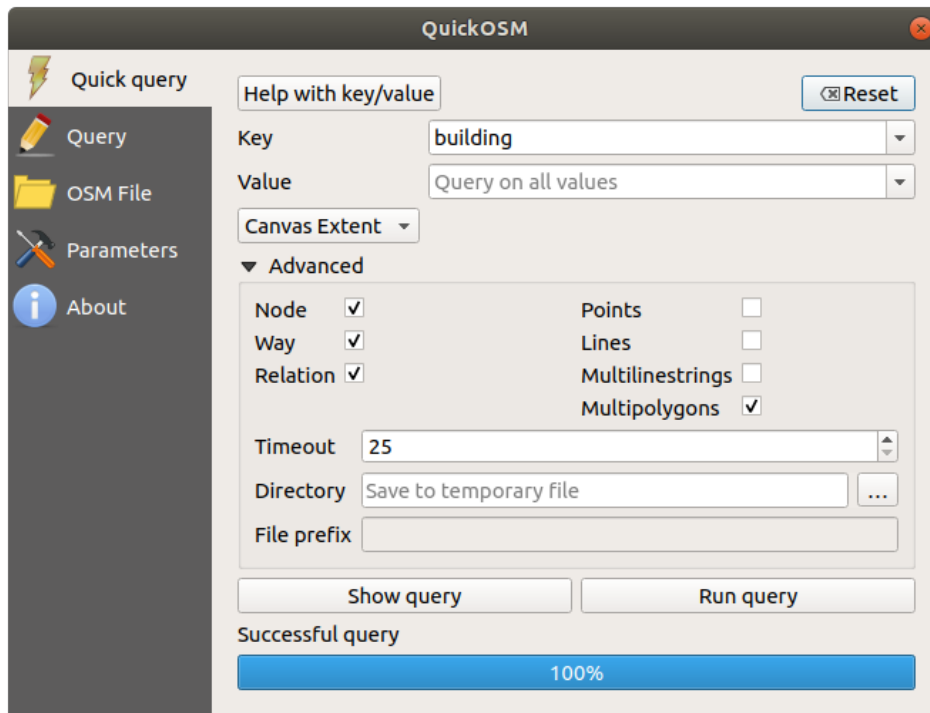 QuickOSM
Quick query
Query
OSM File
Parameters
About
Help with key/value
Reset
Key building
Value Query on all values
Canvas Extent
Advanced
Node Points
Way Lines
Relation Multilinestrings
Multipolygons
Timeout 25
Directory Save to temporary file ...
File prefix
Show query Run query
Successful query
100%